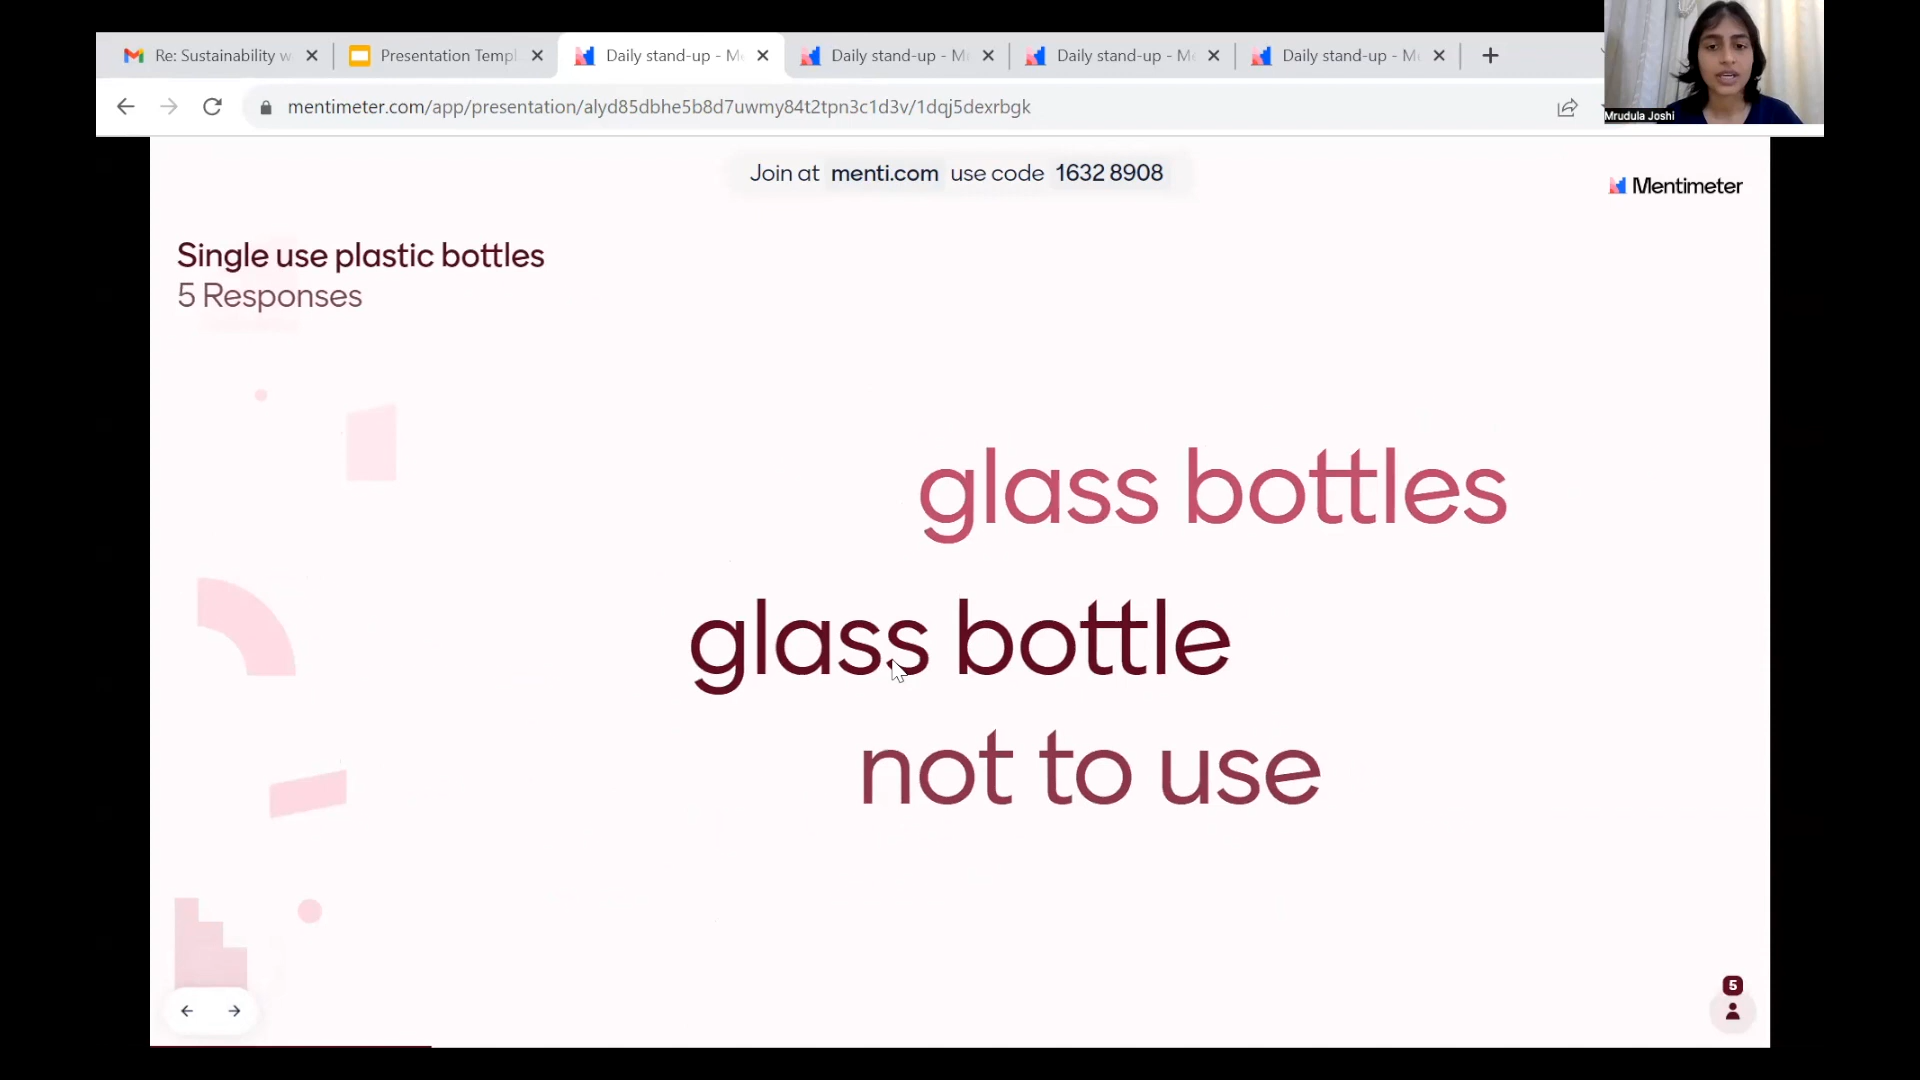 Re: Sustainability w
Presentation Templ
Daily stand-up - M
Daily stand-up - M
Daily stand-up - M
Daily stand-up - M
mentimeter.com/app/presentation/alyd85dbhe5b8d7uwmy84t2tpn3c1d3v/1dqj5dexrbgk
Mrudula Joshi
Join at menti.com use code 1632 8908
Mentimeter
Single use plastic bottles
5 Responses
glass bottles
glass bottle
not to use
5